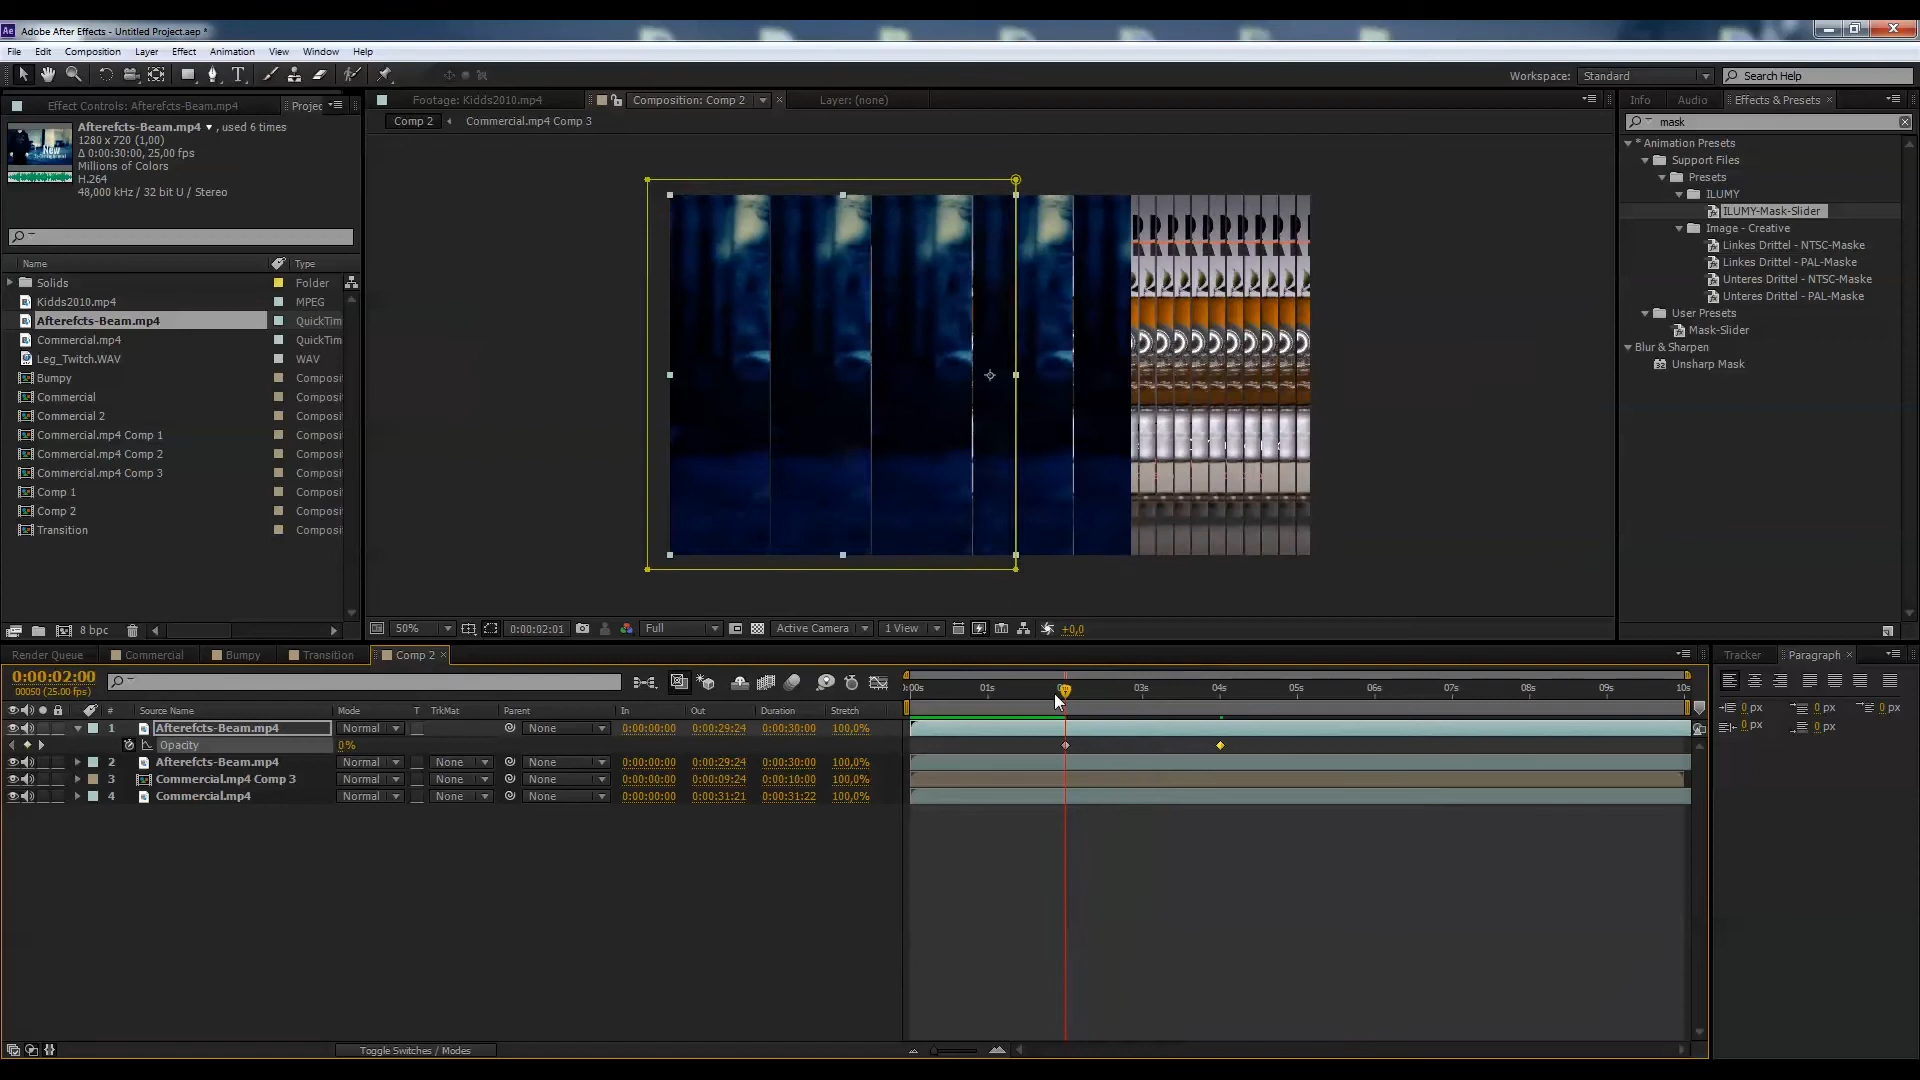 Ae Adobe After Effects - Untitled Project.aep *
File Edit Composition Layer Effect Animation View Window Help
Workspace: Standard Search Help
Effect Controls: Afterefcts-Beam.mp4 Projec
Footage: Kidds2010.mp4 Composition: Comp 2 Layer: (none)
Info Audio Effects & Presets
Afterefcts-Beam.mp4 , used 6 times
1280 x 720 (1,00)
Δ 0:00:30:00, 25,00 fps
Millions of Colors
H.264
48,000 kHz / 32 bit U / Stereo
Comp 2 Commercial.mp4 Comp 3
mask
* Animation Presets
Support Files
Presets
ILUMY
ILUMY-Mask-Slider
Image - Creative
Linkes Drittel - NTSC-Maske
Linkes Drittel - PAL-Maske
Unteres Drittel - NTSC-Maske
Unteres Drittel - PAL-Maske
User Presets
Mask-Slider
Blur & Sharpen
Unsharp Mask
Name Type
Solids Folder
Kidds2010.mp4 MPEG
Afterefcts-Beam.mp4 QuickTim
Commercial.mp4 QuickTim
Leg_Twitch.WAV WAV
Bumpy Composi
Commercial Composi
Commercial 2 Composi
Commercial.mp4 Comp 1 Composi
Commercial.mp4 Comp 2 Composi
Commercial.mp4 Comp 3 Composi
Comp 1 Composi
Comp 2 Composi
Transition Composi
8 bpc
50% 0:00:02:01 Full Active Camera 1 View +0,0
Render Queue Commercial Bumpy Transition Comp 2
Tracker Paragraph
0:00:02:00
00050 (25.00 fps)
:00s 01s 03s 04s 05s 06s 07s 08s 09s 10s
0 px 0 px 0 px
0 px 0 px
# Source Name Mode T TrkMat Parent In Out Duration Stretch
1 Afterefcts-Beam.mp4 Normal None 0:00:00:00 0:00:29:24 0:00:30:00 100,0%
Opacity 0%
2 Afterefcts-Beam.mp4 Normal None None 0:00:00:00 0:00:29:24 0:00:30:00 100,0%
3 Commercial.mp4 Comp 3 Normal None None 0:00:00:00 0:00:09:24 0:00:10:00 100,0%
4 Commercial.mp4 Normal None None 0:00:00:00 0:00:31:21 0:00:31:22 100,0%
Toggle Switches / Modes